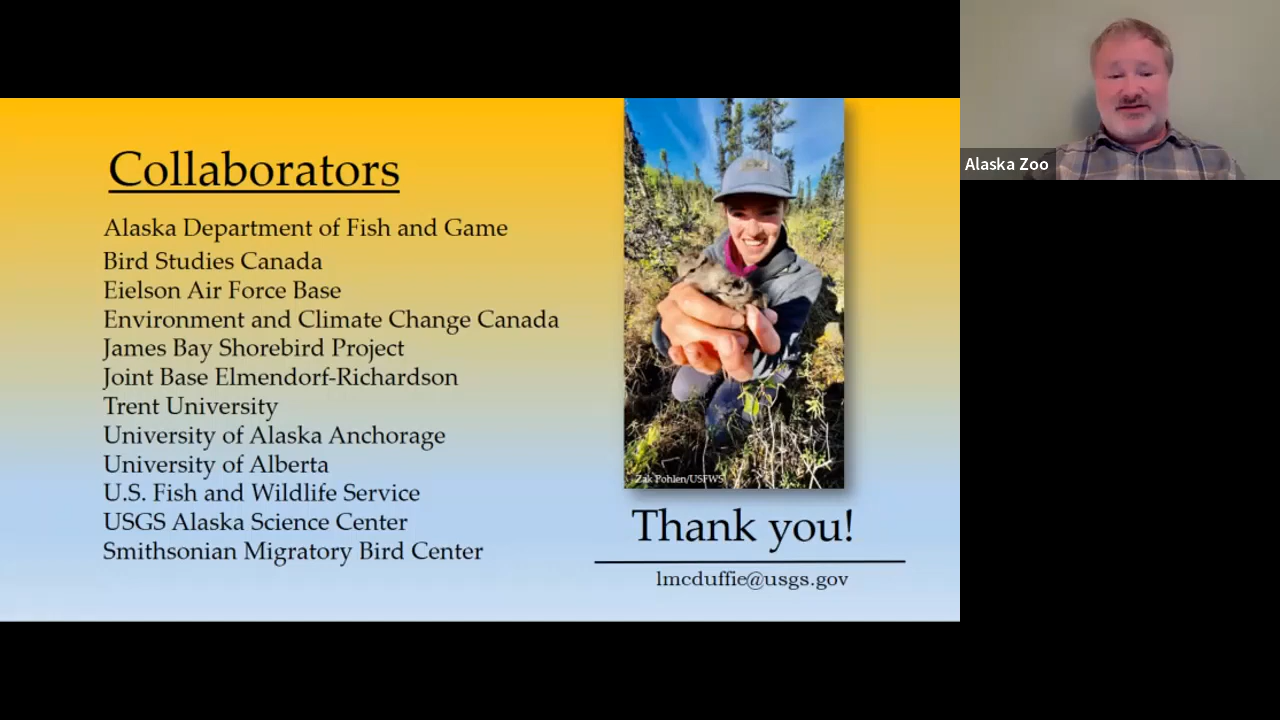 Collaborators
Alaska Department of Fish and Game
Bird Studies Canada
Eielson Air Force Base
Environment and Climate Change Canada
James Bay Shorebird Project
Joint Base Elmendorf-Richardson
Trent University
University of Alaska Anchorage
University of Alberta
U.S. Fish and Wildlife Service
USGS Alaska Science Center
Smithsonian Migratory Bird Center
Zak Pohlen/USFWS
Thank you!
lmcduffie@usgs.gov
Alaska Zoo